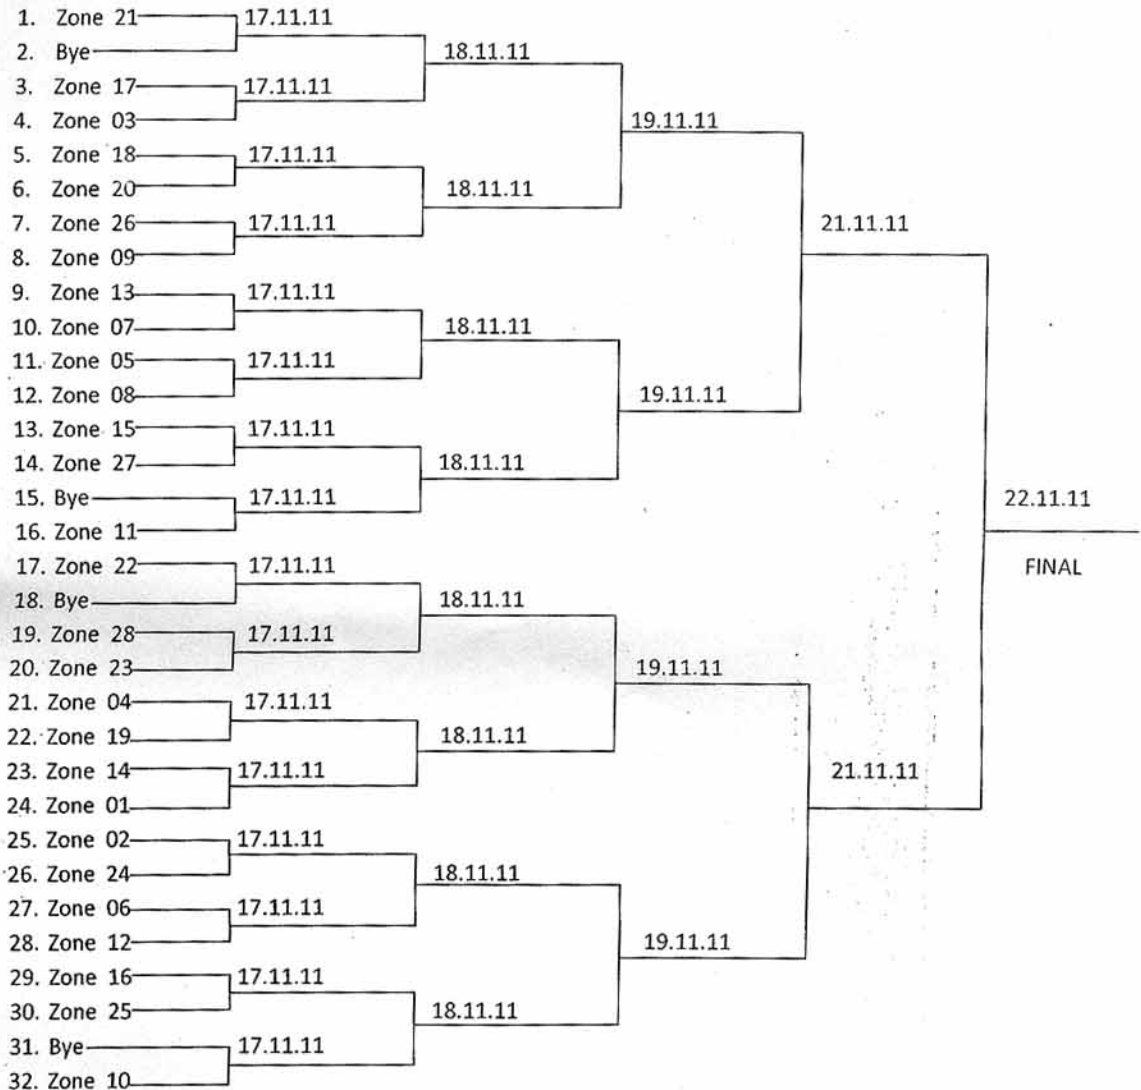 1. Zone 21 17.11.11
2. Bye 18.11.11
3. Zone 17 17.11.11
4. Zone 03 19.11.11
5. Zone 18 17.11.11
6. Zone 20 18.11.11
7. Zone 26 17.11.11 21.11.11
8. Zone 09
9. Zone 13 17.11.11
10. Zone 07 18.11.11
11. Zone 05 17.11.11
12. Zone 08 19.11.11
13. Zone 15 17.11.11
14. Zone 27 18.11.11
15. Bye 17.11.11 22.11.11
16. Zone 11
17. Zone 22 17.11.11 FINAL
18. Bye 18.11.11
19. Zone 28 17.11.11
20. Zone 23 19.11.11
21. Zone 04 17.11.11
22. Zone 19 18.11.11
23. Zone 14 17.11.11 21.11.11
24. Zone 01
25. Zone 02 17.11.11
26. Zone 24 18.11.11
27. Zone 06 17.11.11
28. Zone 12 19.11.11
29. Zone 16 17.11.11
30. Zone 25 18.11.11
31. Bye 17.11.11
32. Zone 10